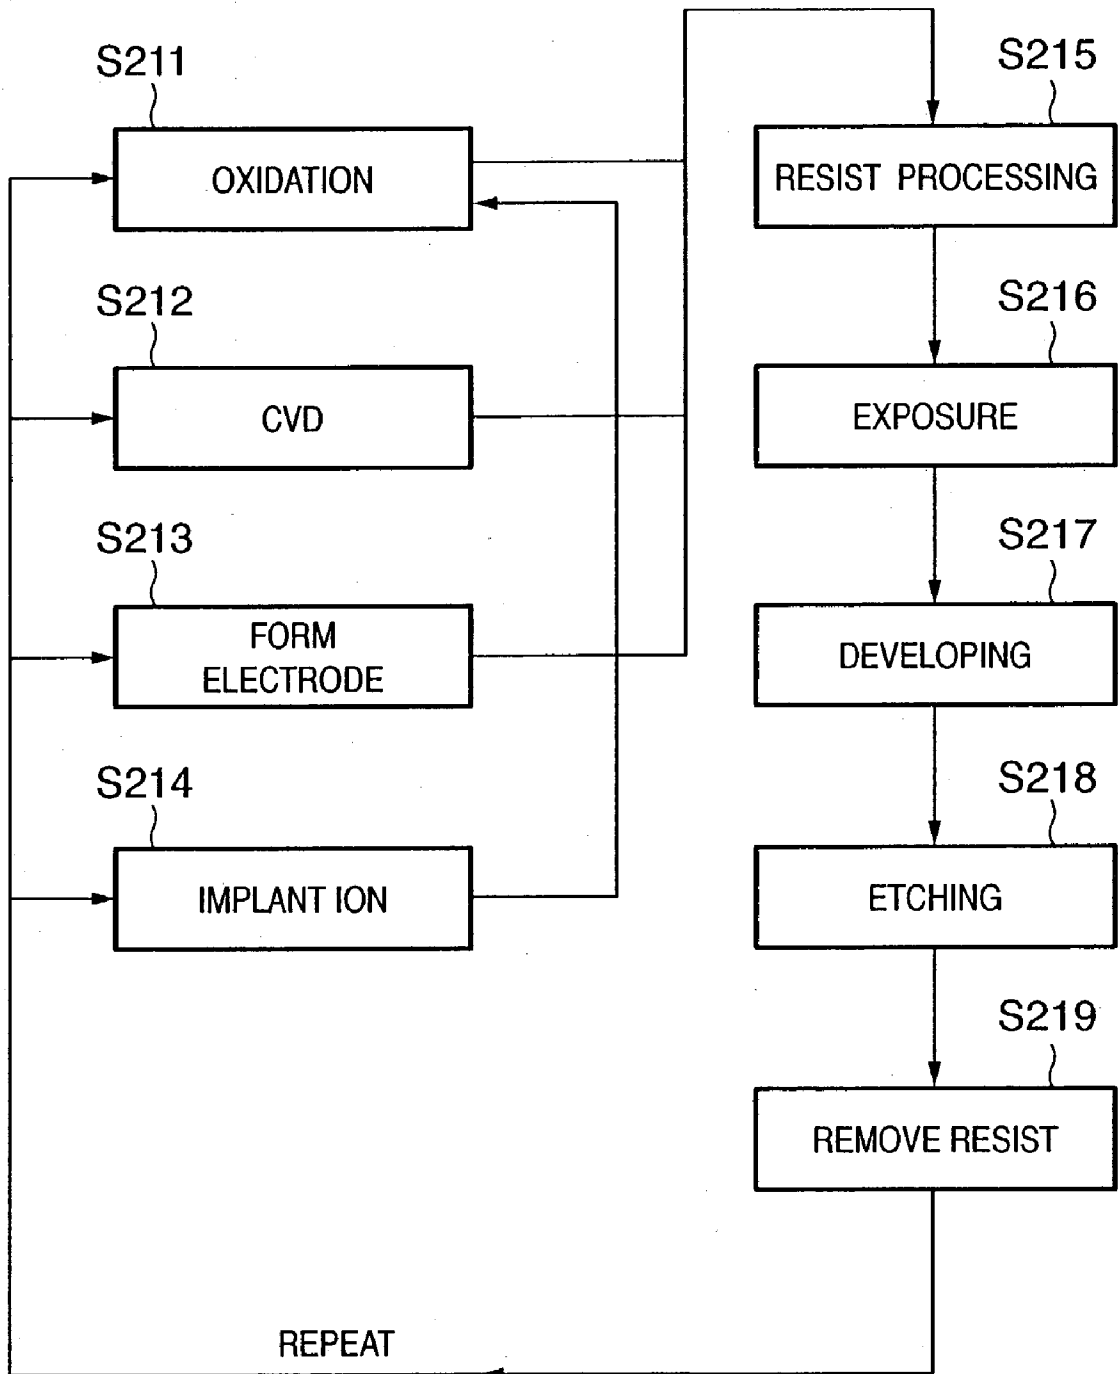 S211
OXIDATION
S212
CVD
S213
FORM
ELECTRODE
S214
IMPLANT ION
S215
RESIST PROCESSING
S216
EXPOSURE
S217
DEVELOPING
S218
ETCHING
S219
REMOVE RESIST
REPEAT